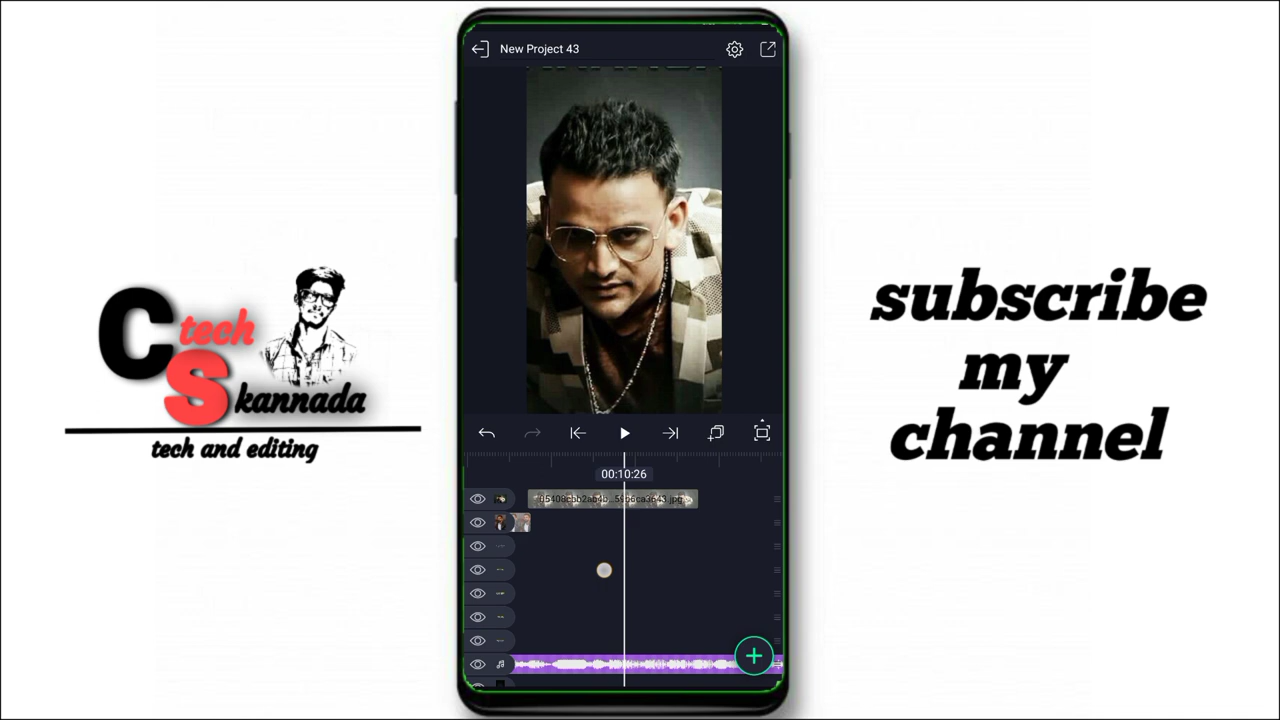 New Project 43
C tech
S kannada
tech and editing
subscribe
my
channel
00:10:26